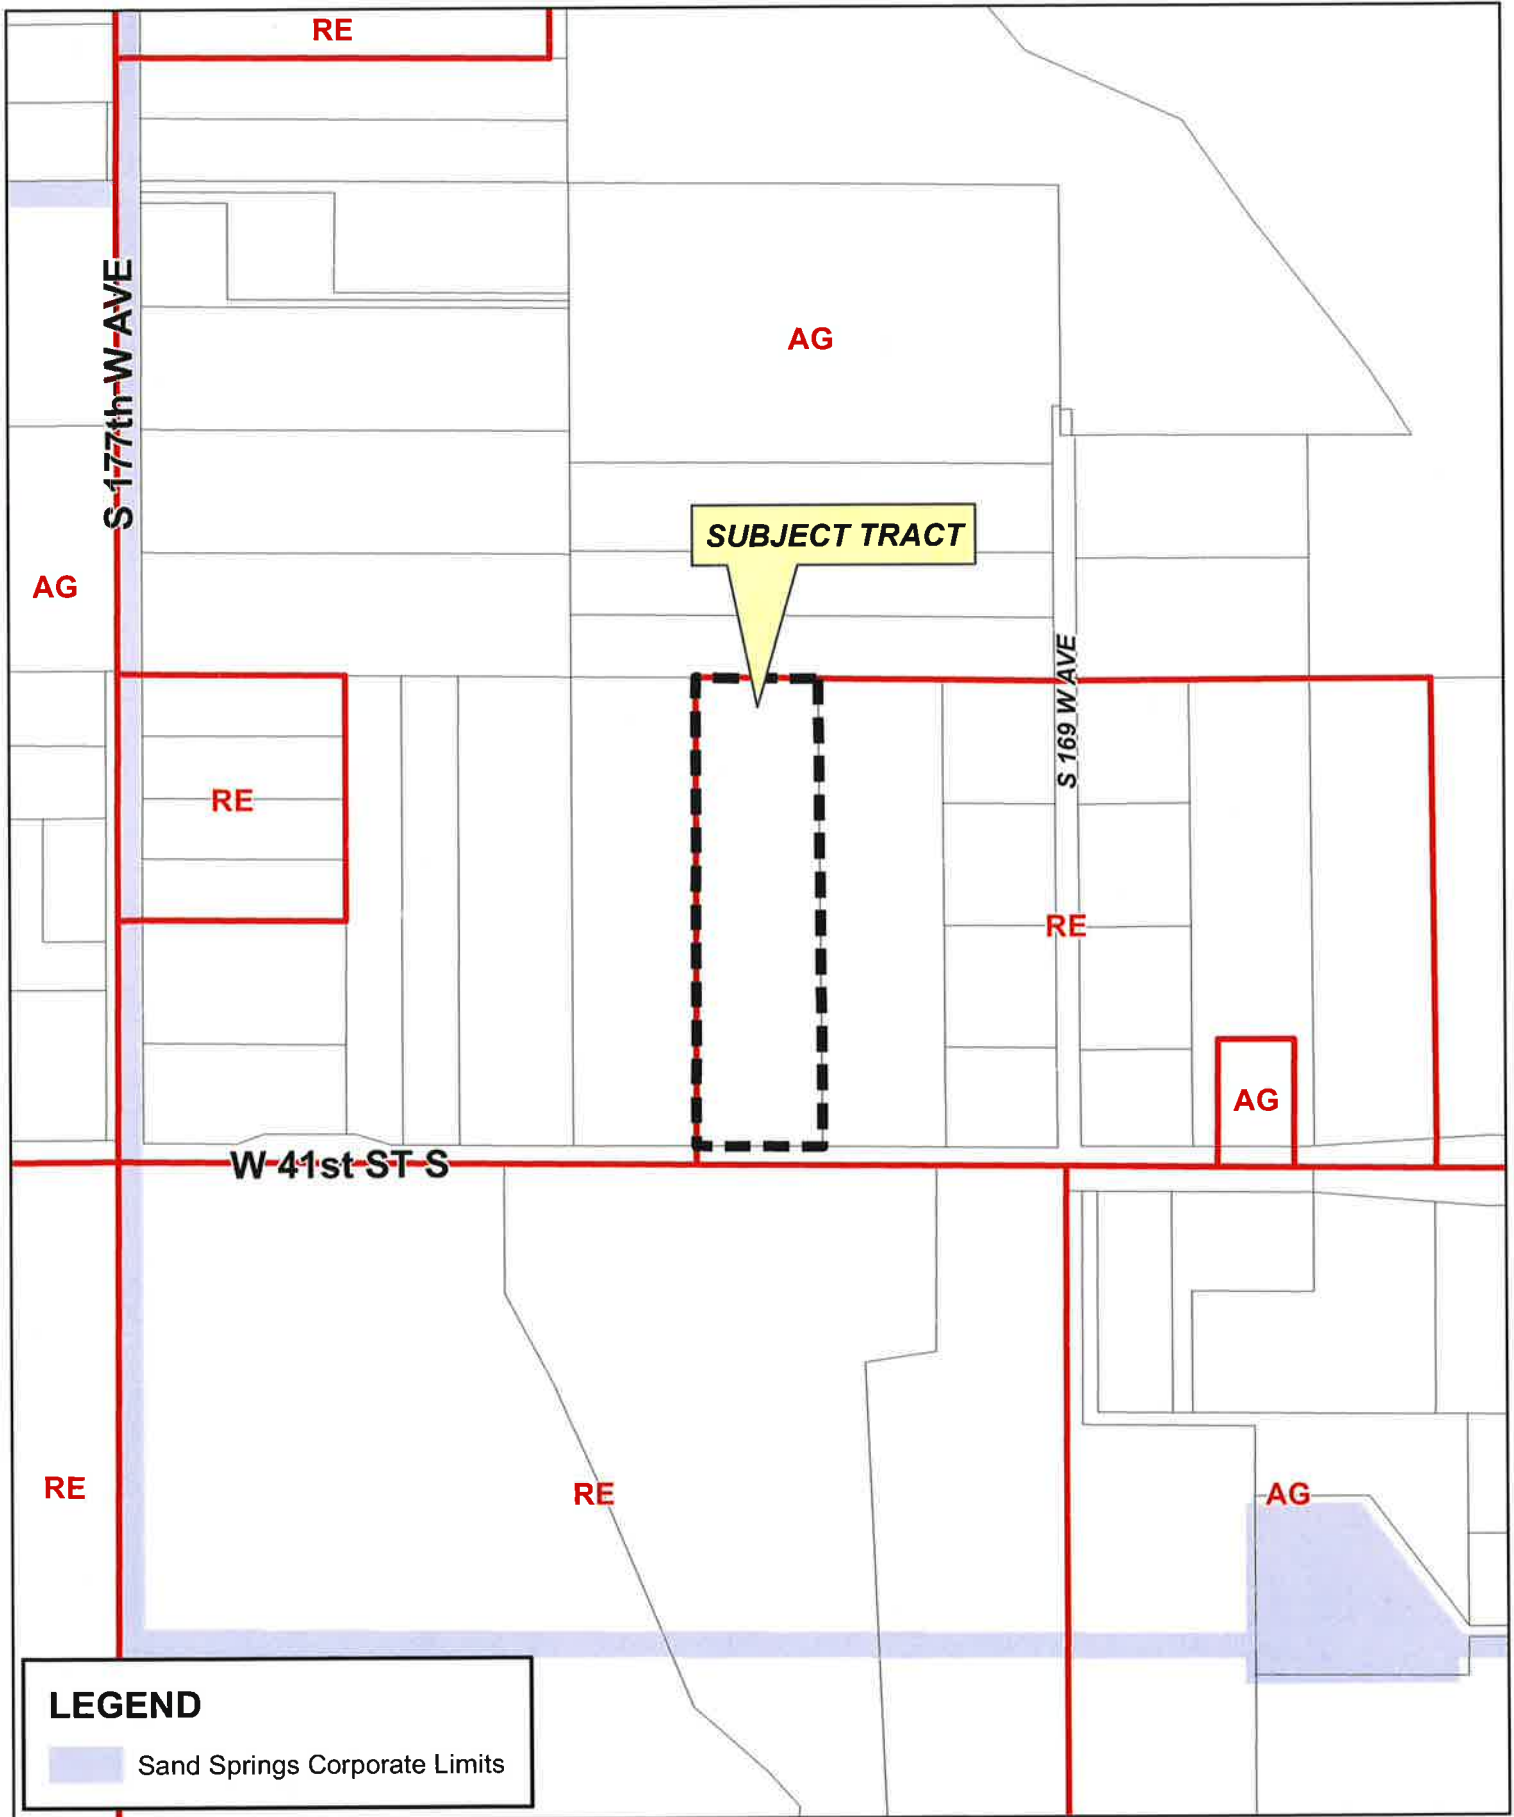 RE
S 177th W AVE
AG
SUBJECT TRACT
AG
S 169 W AVE
RE
RE
AG
W 41st ST S
RE
RE
AG
LEGEND
Sand Springs Corporate Limits